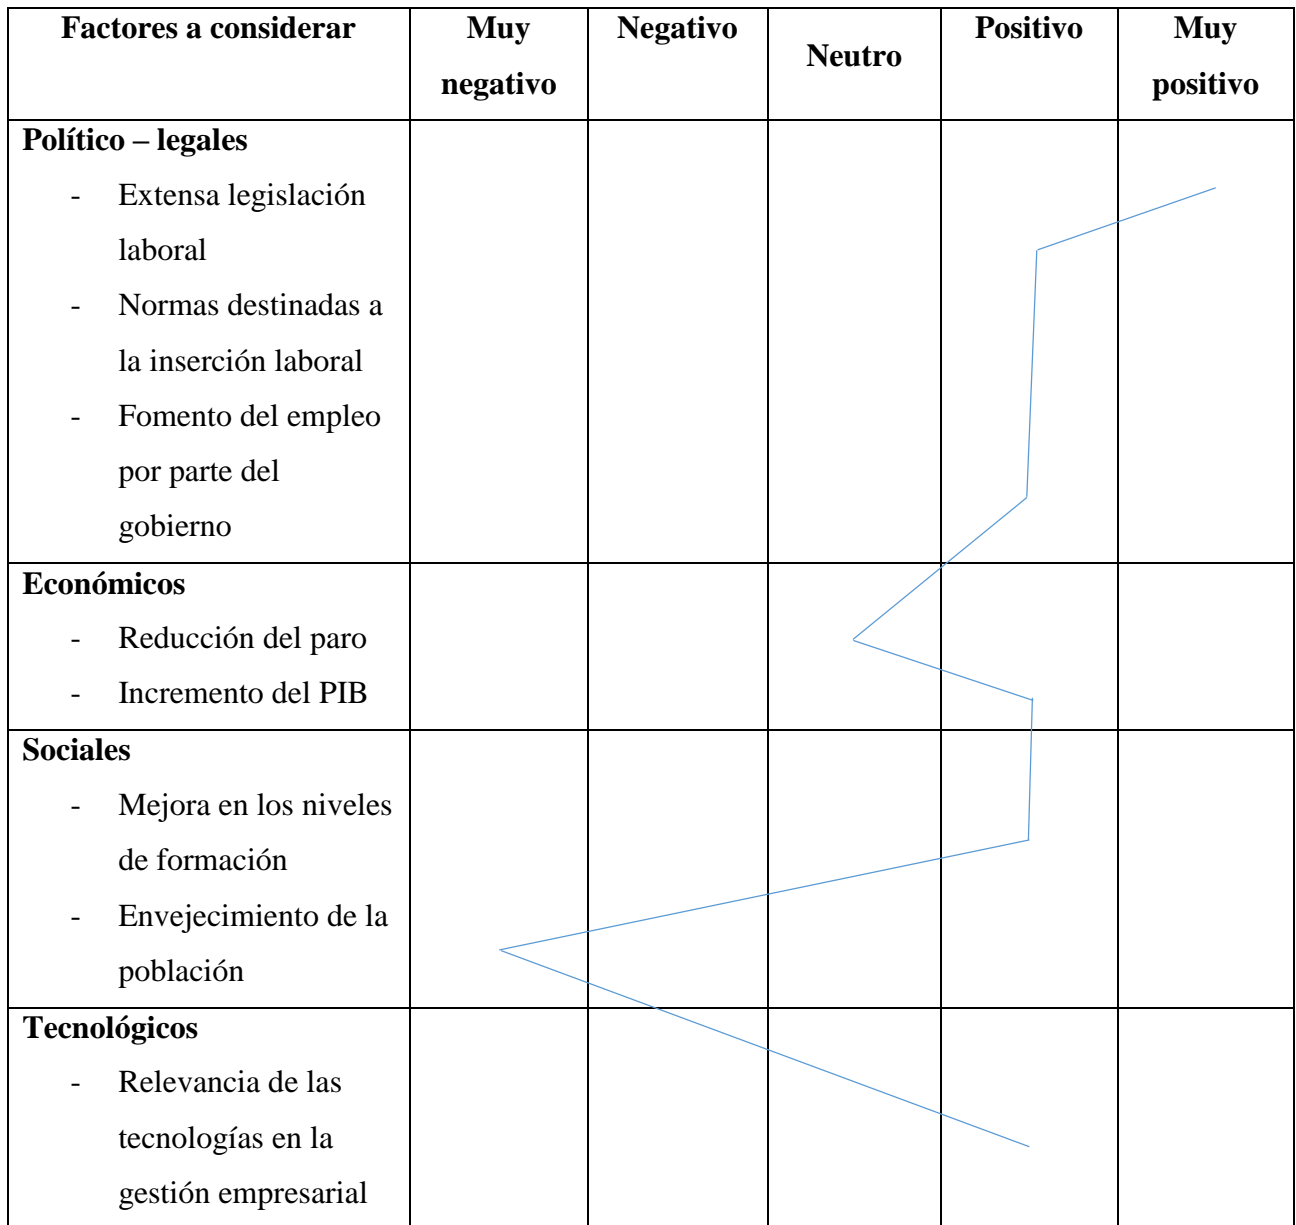 Factores a considerar
Muy negativo
Negativo
Neutro
Positivo
Muy positivo
Político – legales
- Extensa legislación
laboral
- Normas destinadas a
la inserción laboral
- Fomento del empleo
por parte del
gobierno
Económicos
- Reducción del paro
- Incremento del PIB
Sociales
- Mejora en los niveles
de formación
- Envejecimiento de la
población
Tecnológicos
- Relevancia de las
tecnologías en la
gestión empresarial